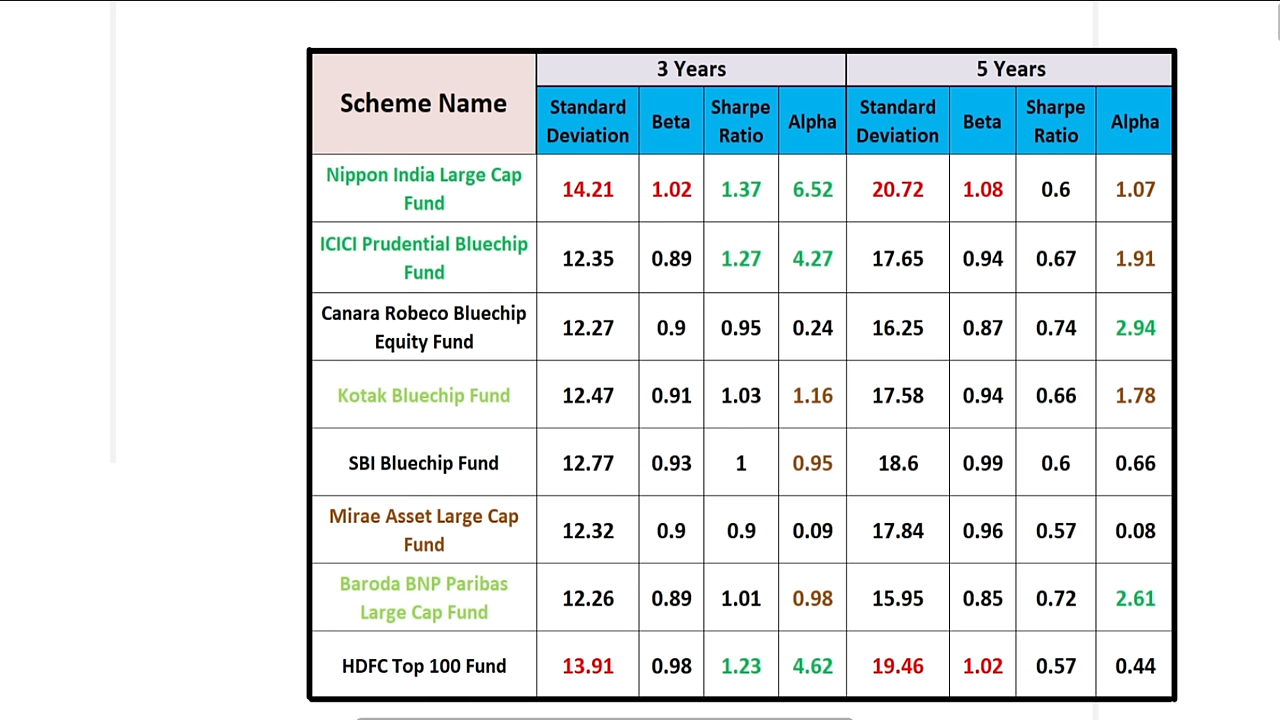 Scheme Name
3 Years
5 Years
Standard Deviation Beta Sharpe Ratio Alpha Standard Deviation Beta Sharpe Ratio Alpha
Nippon India Large Cap Fund 14.21 1.02 1.37 6.52 20.72 1.08 0.6 1.07
ICICI Prudential Bluechip Fund 12.35 0.89 1.27 4.27 17.65 0.94 0.67 1.91
Canara Robeco Bluechip Equity Fund 12.27 0.9 0.95 0.24 16.25 0.87 0.74 2.94
Kotak Bluechip Fund 12.47 0.91 1.03 1.16 17.58 0.94 0.66 1.78
SBI Bluechip Fund 12.77 0.93 1 0.95 18.6 0.99 0.6 0.66
Mirae Asset Large Cap Fund 12.32 0.9 0.9 0.09 17.84 0.96 0.57 0.08
Baroda BNP Paribas Large Cap Fund 12.26 0.89 1.01 0.98 15.95 0.85 0.72 2.61
HDFC Top 100 Fund 13.91 0.98 1.23 4.62 19.46 1.02 0.57 0.44